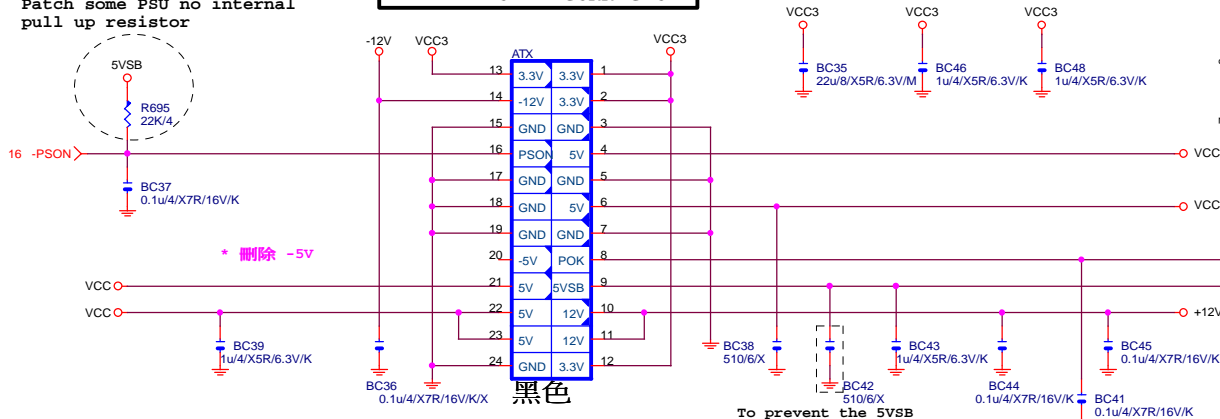 Patch some PSU no internal
pull up resistor
5VSB
R695
22K/4
16 -PSON
BC37
0.1u/4/X7R/16V/K
* 刪除 -5V
VCC
VCC
BC39
1u/4/X5R/6.3V/K
-12V
VCC3
BC36
0.1u/4/X7R/16V/K/X
ATX
VCC3
13 3.3V 3.3V 1
14 -12V 3.3V 2
15 GND GND 3
16 PSON 5V 4
17 GND GND 5
18 GND 5V 6
19 GND GND 7
20 -5V POK 8
21 5V 5VSB 9
22 5V 12V 10
23 5V 12V 11
24 GND 3.3V 12
黑色
VCC3
BC35
22u/8/X5R/6.3V/M
VCC3
BC46
1u/4/X5R/6.3V/K
VCC3
BC48
1u/4/X5R/6.3V/K
VCC
VCC
+12V
BC38
510/6/X
BC42
510/6/X
BC43
1u/4/X5R/6.3V/K
BC44
0.1u/4/X7R/16V/K
BC45
0.1u/4/X7R/16V/K
BC41
0.1u/4/X7R/16V/K
To prevent the 5VSB